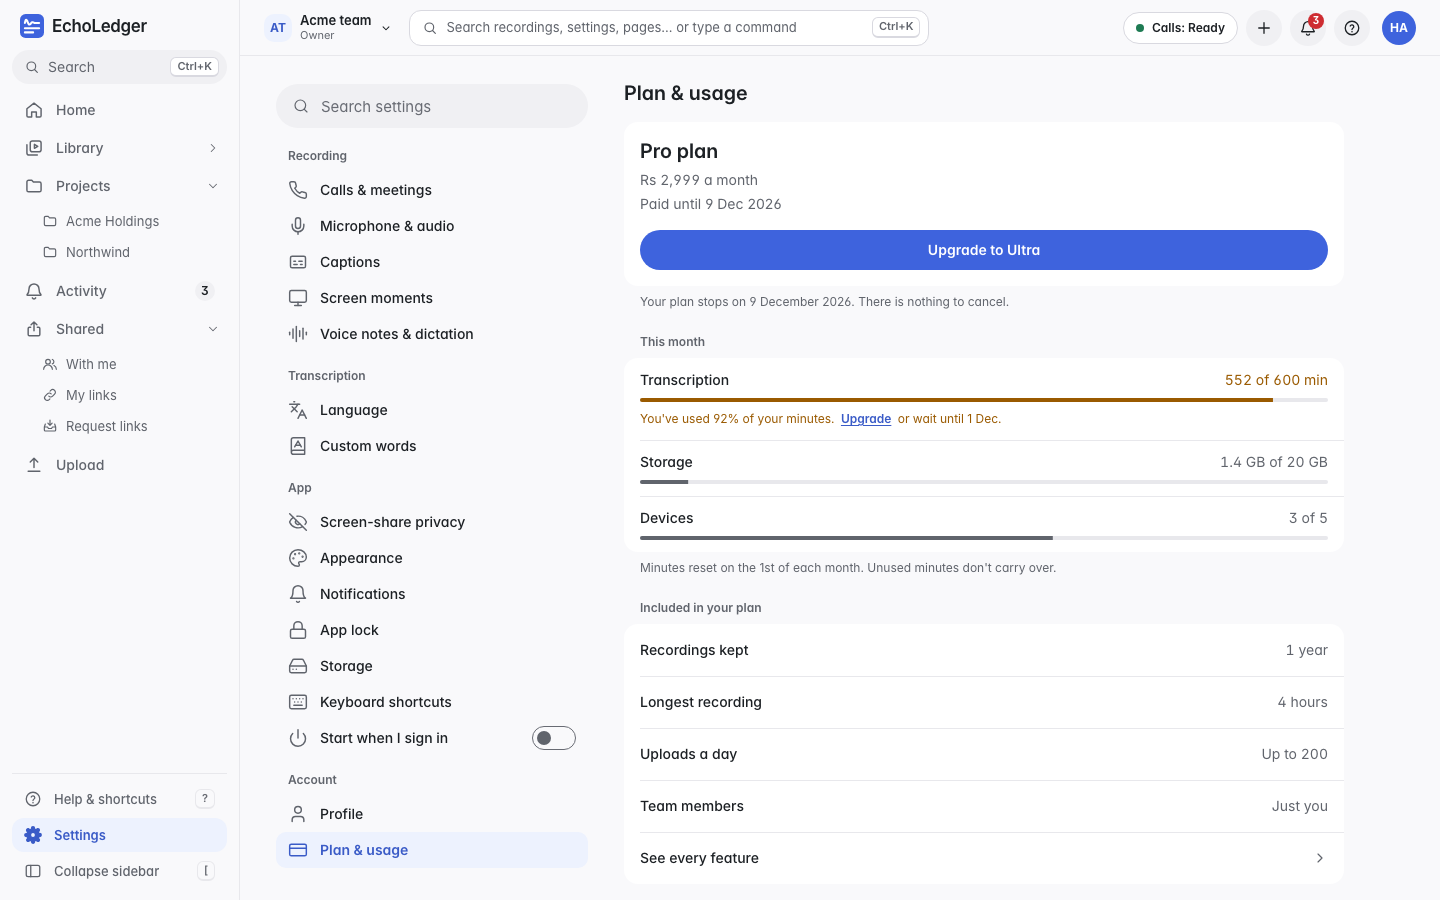 EchoLedger
Search Ctrl+K
Home
Library
Projects
Acme Holdings
Northwind
Activity 3
Shared
With me
My links
Request links
Upload
Help & shortcuts ?
Settings
Collapse sidebar [
AT Acme team
Owner
Search recordings, settings, pages... or type a command Ctrl+K
Calls: Ready
3
HA
Search settings
Recording
Calls & meetings
Microphone & audio
Captions
Screen moments
Voice notes & dictation
Transcription
Language
Custom words
App
Screen-share privacy
Appearance
Notifications
App lock
Storage
Keyboard shortcuts
Start when I sign in
Account
Profile
Plan & usage
Plan & usage
Pro plan
Rs 2,999 a month
Paid until 9 Dec 2026
Upgrade to Ultra
Your plan stops on 9 December 2026. There is nothing to cancel.
This month
Transcription 552 of 600 min
You've used 92% of your minutes. Upgrade or wait until 1 Dec.
Storage 1.4 GB of 20 GB
Devices 3 of 5
Minutes reset on the 1st of each month. Unused minutes don't carry over.
Included in your plan
Recordings kept 1 year
Longest recording 4 hours
Uploads a day Up to 200
Team members Just you
See every feature